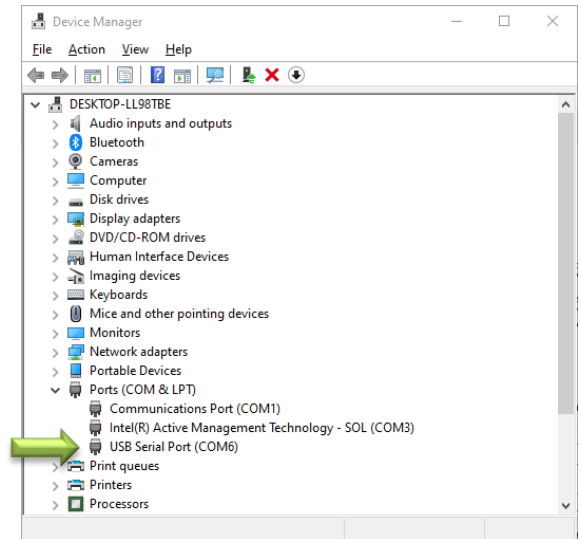 Device Manager
File Action View Help
DESKTOP-LL98TBE
Audio inputs and outputs
Bluetooth
Cameras
Computer
Disk drives
Display adapters
DVD/CD-ROM drives
Human Interface Devices
Imaging devices
Keyboards
Mice and other pointing devices
Monitors
Network adapters
Portable Devices
Ports (COM & LPT)
Communications Port (COM1)
Intel(R) Active Management Technology - SOL (COM3)
USB Serial Port (COM6)
Print queues
Printers
Processors